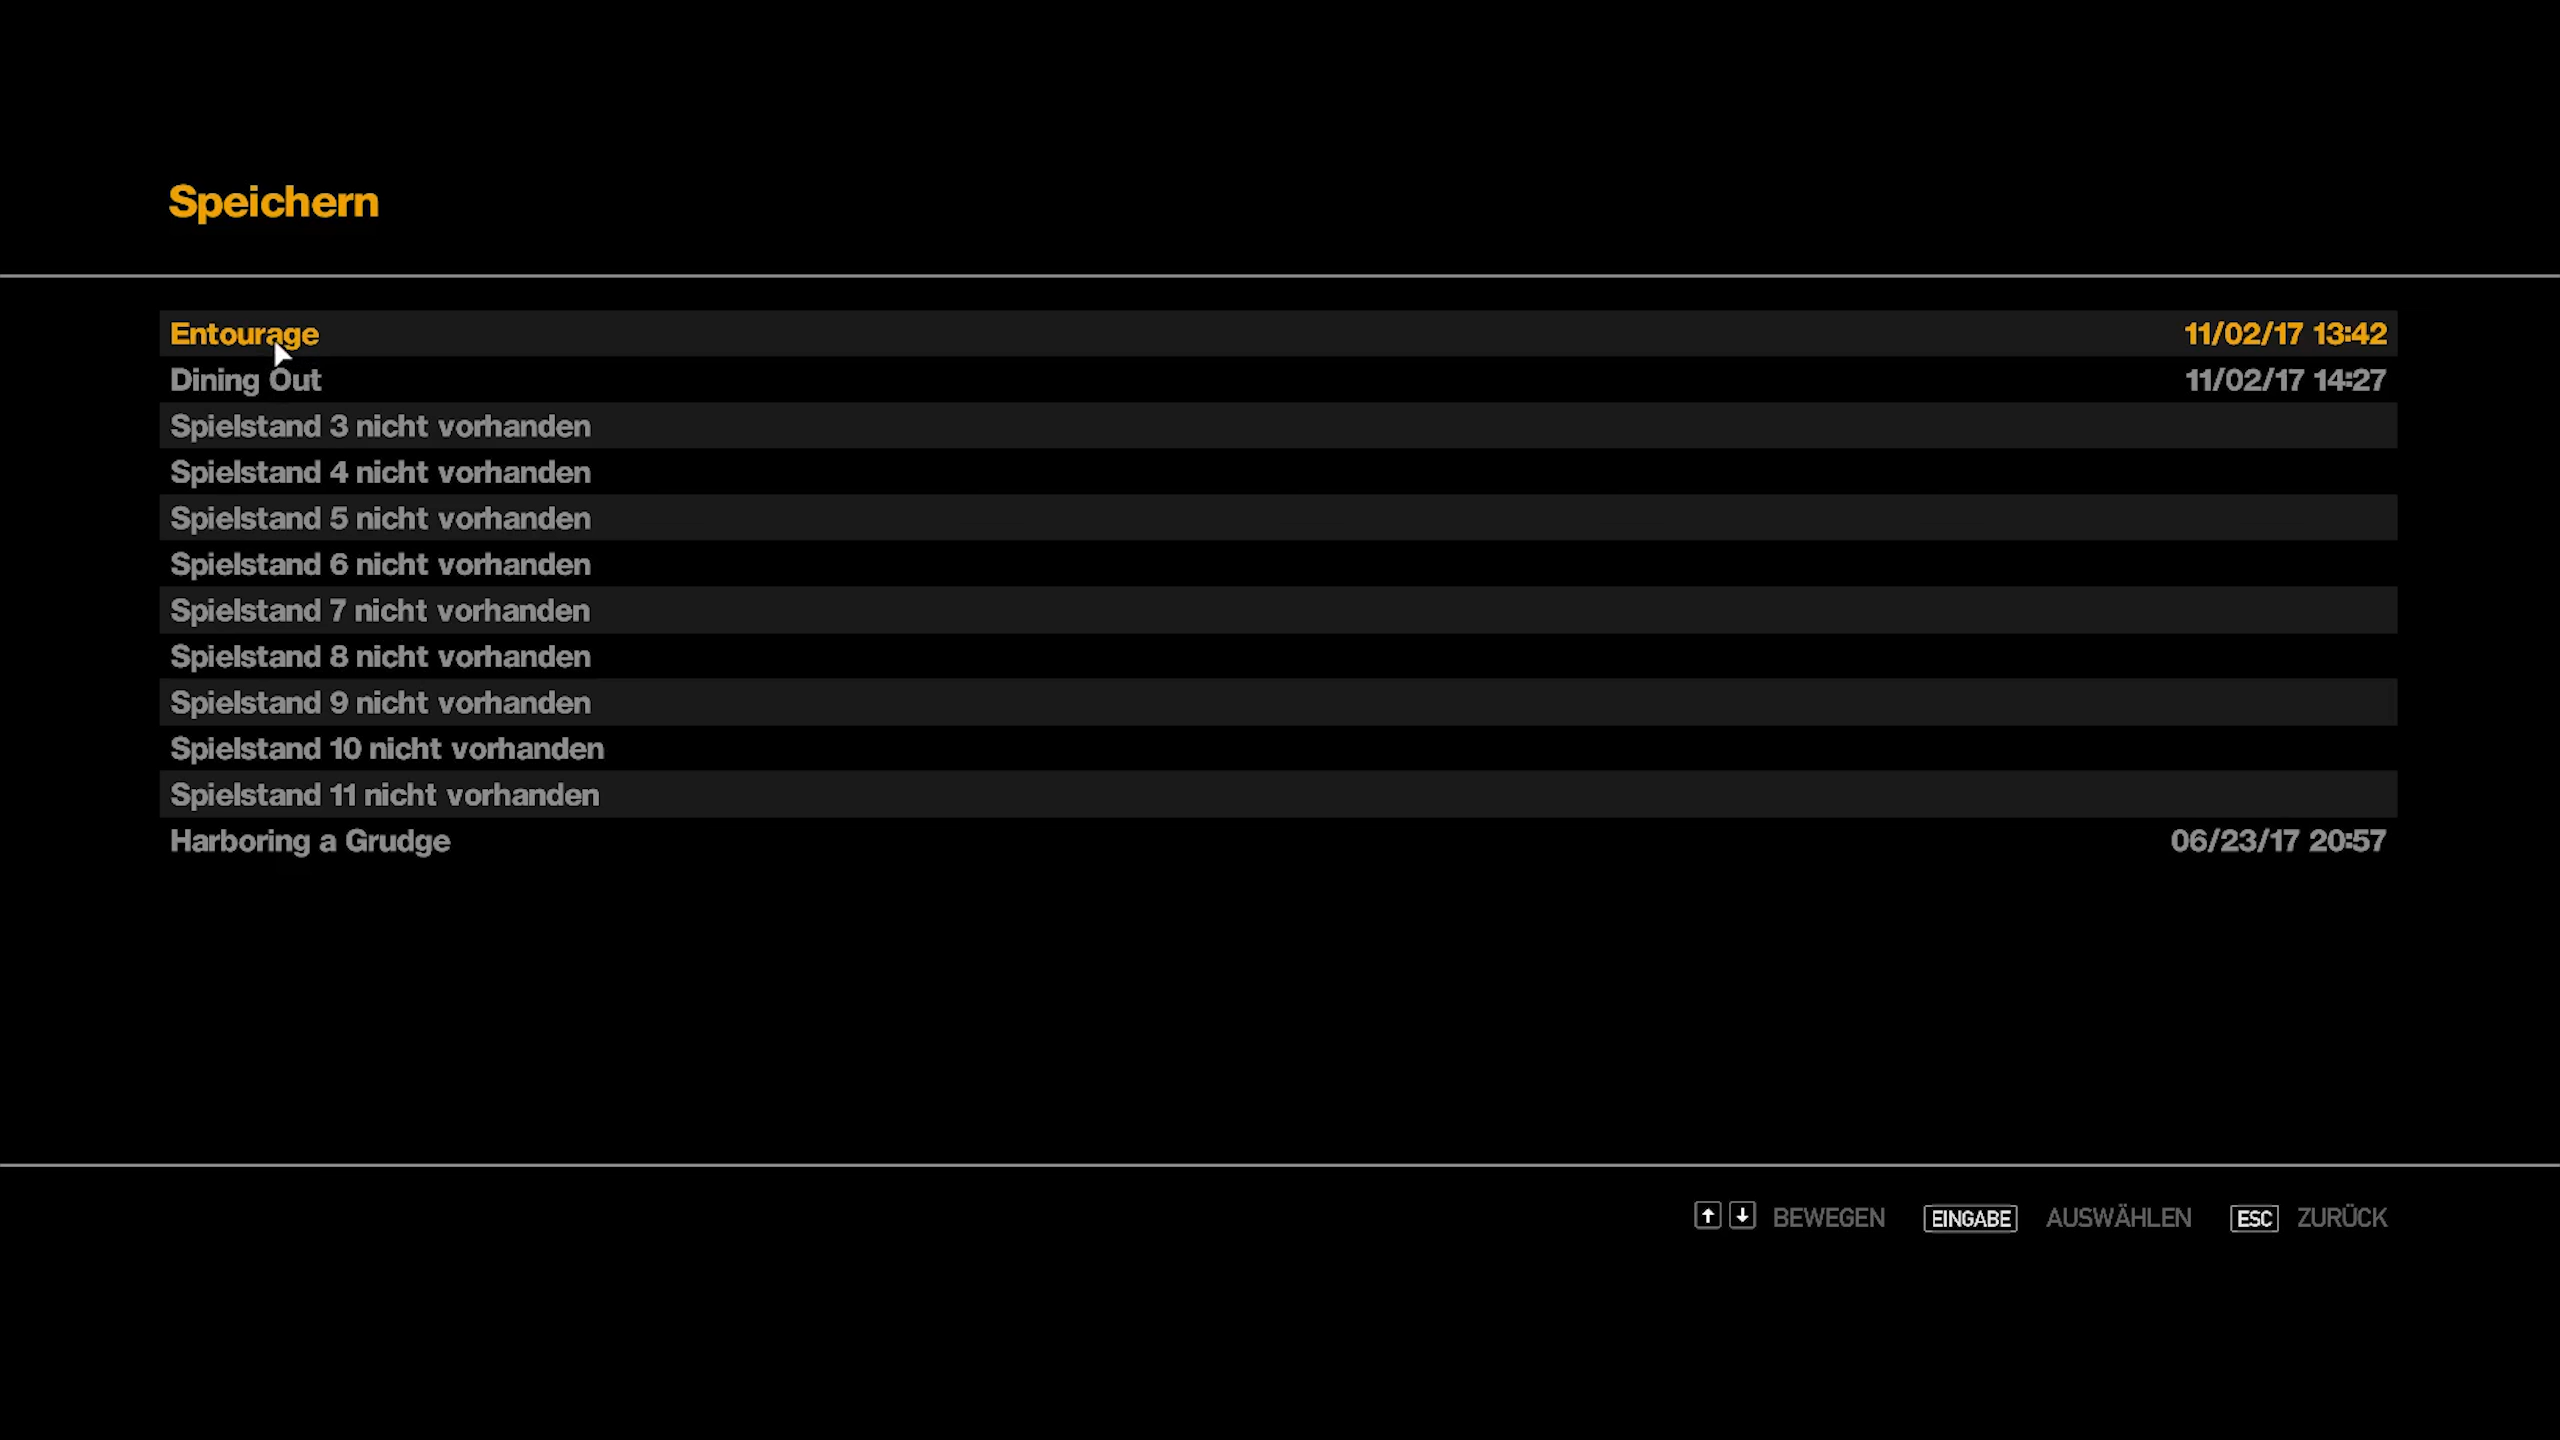 Speichern
Entourage 11/02/17 13:42
Dining Out 11/02/17 14:27
Spielstand 3 nicht vorhanden
Spielstand 4 nicht vorhanden
Spielstand 5 nicht vorhanden
Spielstand 6 nicht vorhanden
Spielstand 7 nicht vorhanden
Spielstand 8 nicht vorhanden
Spielstand 9 nicht vorhanden
Spielstand 10 nicht vorhanden
Spielstand 11 nicht vorhanden
Harboring a Grudge 06/23/17 20:57
BEWEGEN EINGABE AUSWÄHLEN ESC ZURÜCK